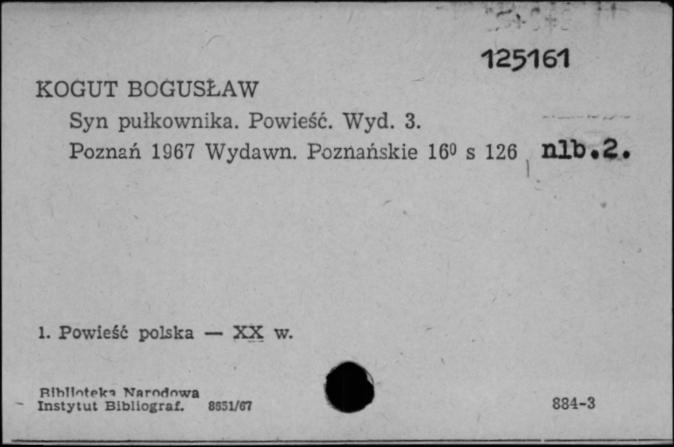 125161
KOGUT BOGUSŁAW
Syn pułkownika. Powieść. Wyd. 3.
Poznań 1967 Wydawn. Poznańskie 16⁰ s 126 nlb.2.
1. Powieść polska — XX w.
Biblioteka Narodowa
Instytut Bibliograf. 8651/67
884-3